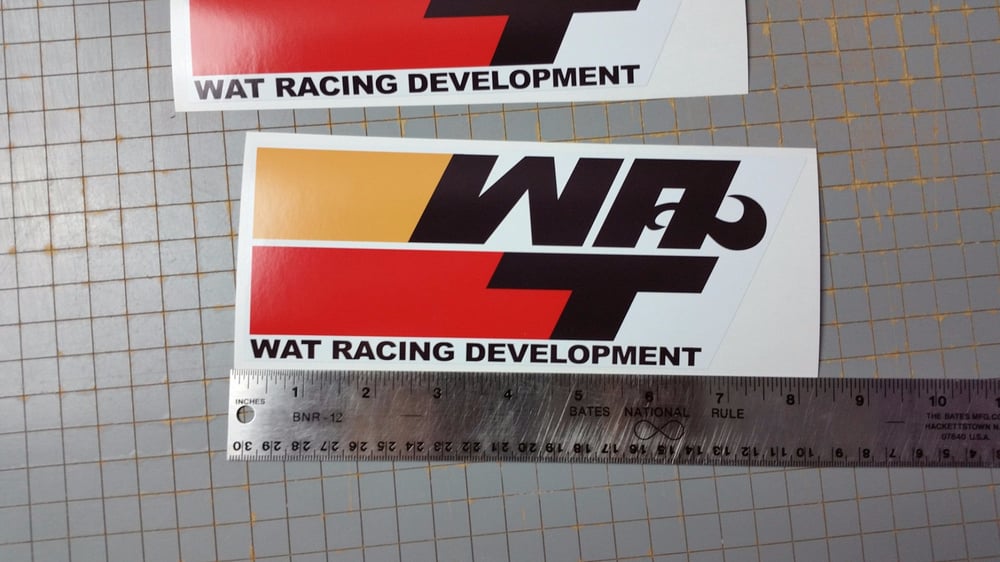 WAT RACING DEVELOPMENT
WAT
WAT RACING DEVELOPMENT
1 2 3 4 5 6 7 8 9 10
INCHES
BNR-12 BATES NATIONAL RULE
THE BATES MFG. CO
HACKETTSTOWN N.
07840 U.S.A.
30 29 28 27 26 25 24 23 22 21 20 19 18 17 16 15 14 13 12 11 10 9 8 7 6 5 4 3